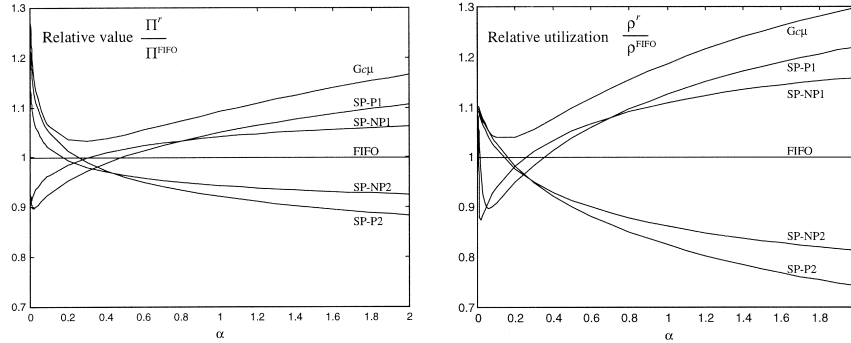 Relative value Π^r / Π^FIFO
1.3
1.2
1.1
1
0.9
0.8
0.7
Gcμ
SP-P1
SP-NP1
FIFO
SP-NP2
SP-P2
0 0.2 0.4 0.6 0.8 1 1.2 1.4 1.6 1.8 2
α
Relative utilization ρ^r / ρ^FIFO
1.3
1.2
1.1
1
0.9
0.8
0.7
Gcμ
SP-P1
SP-NP1
FIFO
SP-NP2
SP-P2
0 0.2 0.4 0.6 0.8 1 1.2 1.4 1.6 1.8
α